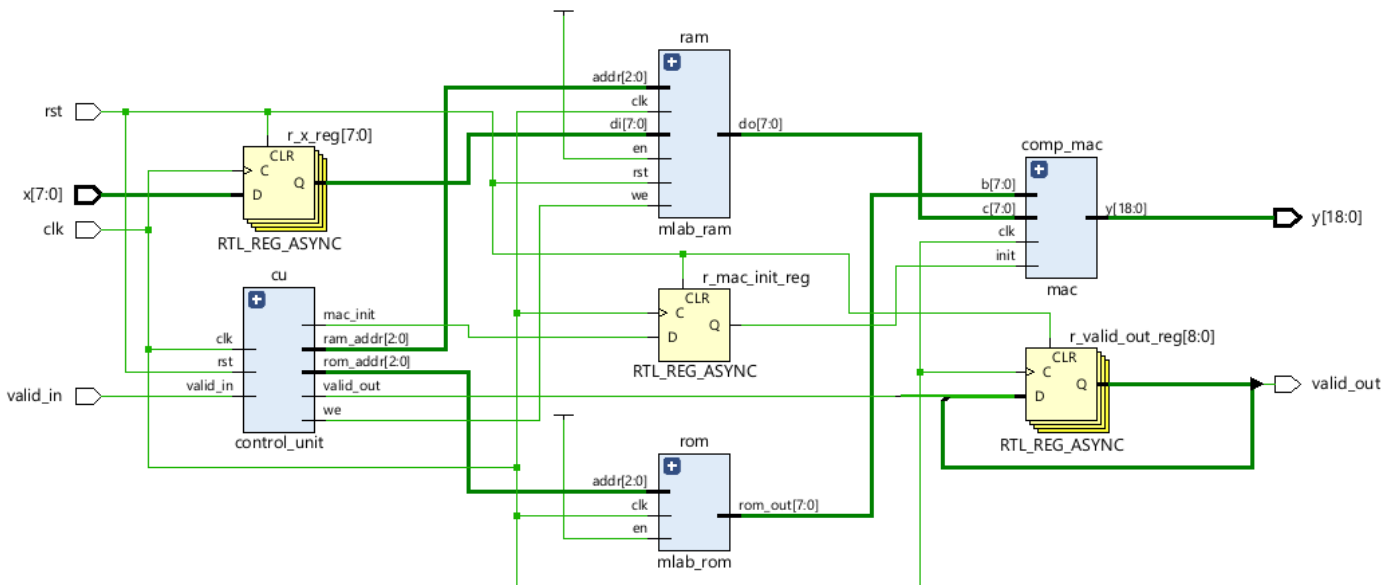 rst
x[7:0]
clk
valid_in
r_x_reg[7:0]
CLR
C
D
Q
RTL_REG_ASYNC
cu
clk
rst
valid_in
mac_init
ram_addr[2:0]
rom_addr[2:0]
valid_out
we
control_unit
ram
addr[2:0]
clk
di[7:0]
en
rst
we
do[7:0]
mlab_ram
r_mac_init_reg
CLR
C
D
Q
RTL_REG_ASYNC
rom
addr[2:0]
clk
en
rom_out[7:0]
mlab_rom
comp_mac
b[7:0]
c[7:0]
clk
init
y[18:0]
mac
r_valid_out_reg[8:0]
CLR
C
D
Q
RTL_REG_ASYNC
y[18:0]
valid_out